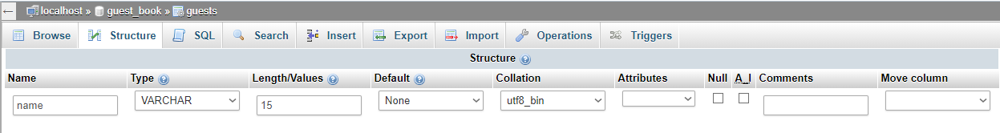 localhost » guest_book » guests
Browse Structure SQL Search Insert Export Import Operations Triggers
Structure
Name Type Length/Values Default Collation Attributes Null A_I Comments Move column
name VARCHAR 15 None utf8_bin